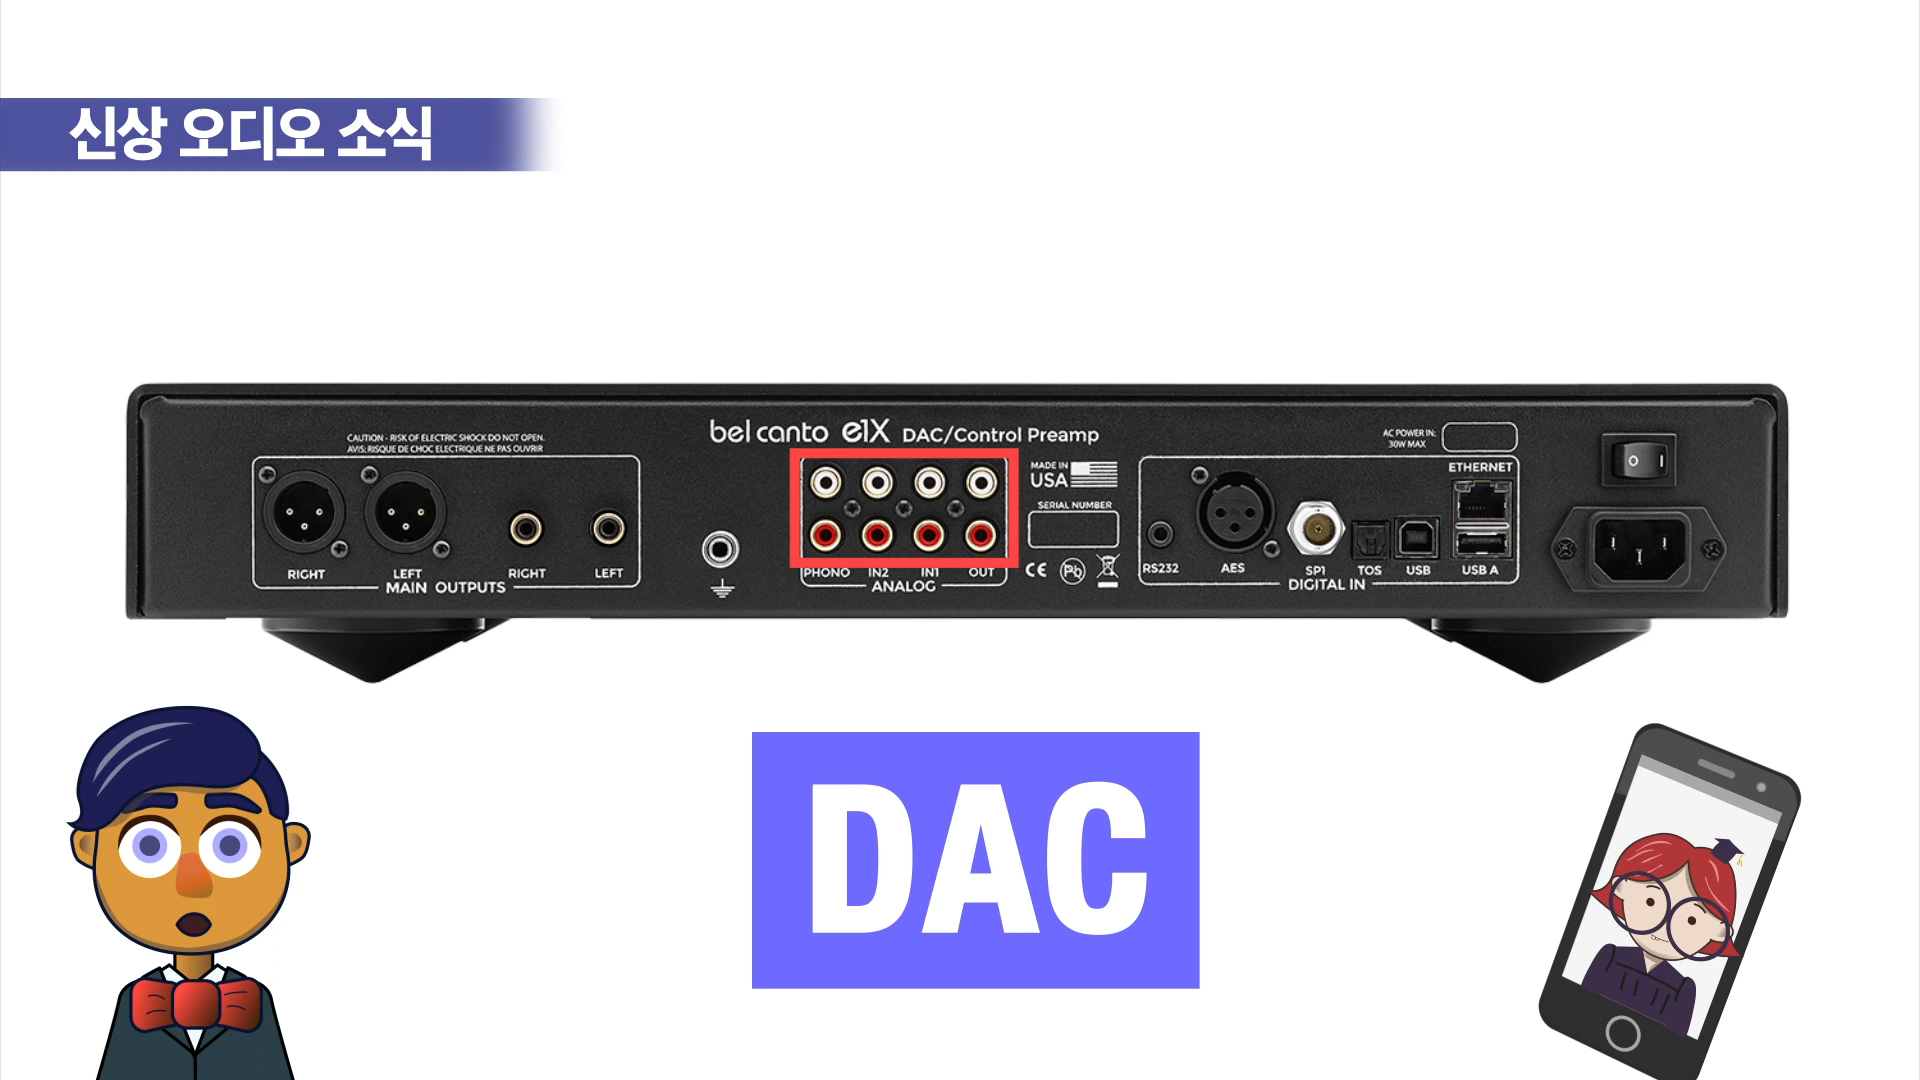 신상 오디오 소식
bel canto e1X DAC/Control Preamp
CAUTION - RISK OF ELECTRIC SHOCK DO NOT OPEN.
AVIS: RISQUE DE CHOC ELECTRIQUE NE PAS OUVRIR
AC POWER IN:
30W MAX
RIGHT LEFT RIGHT LEFT
MAIN OUTPUTS
PHONO IN2 IN1 OUT
ANALOG
MADE IN
USA
SERIAL NUMBER
CE Pb
ETHERNET
RS232 AES SP1 TOS USB USB A
DIGITAL IN
O I
DAC